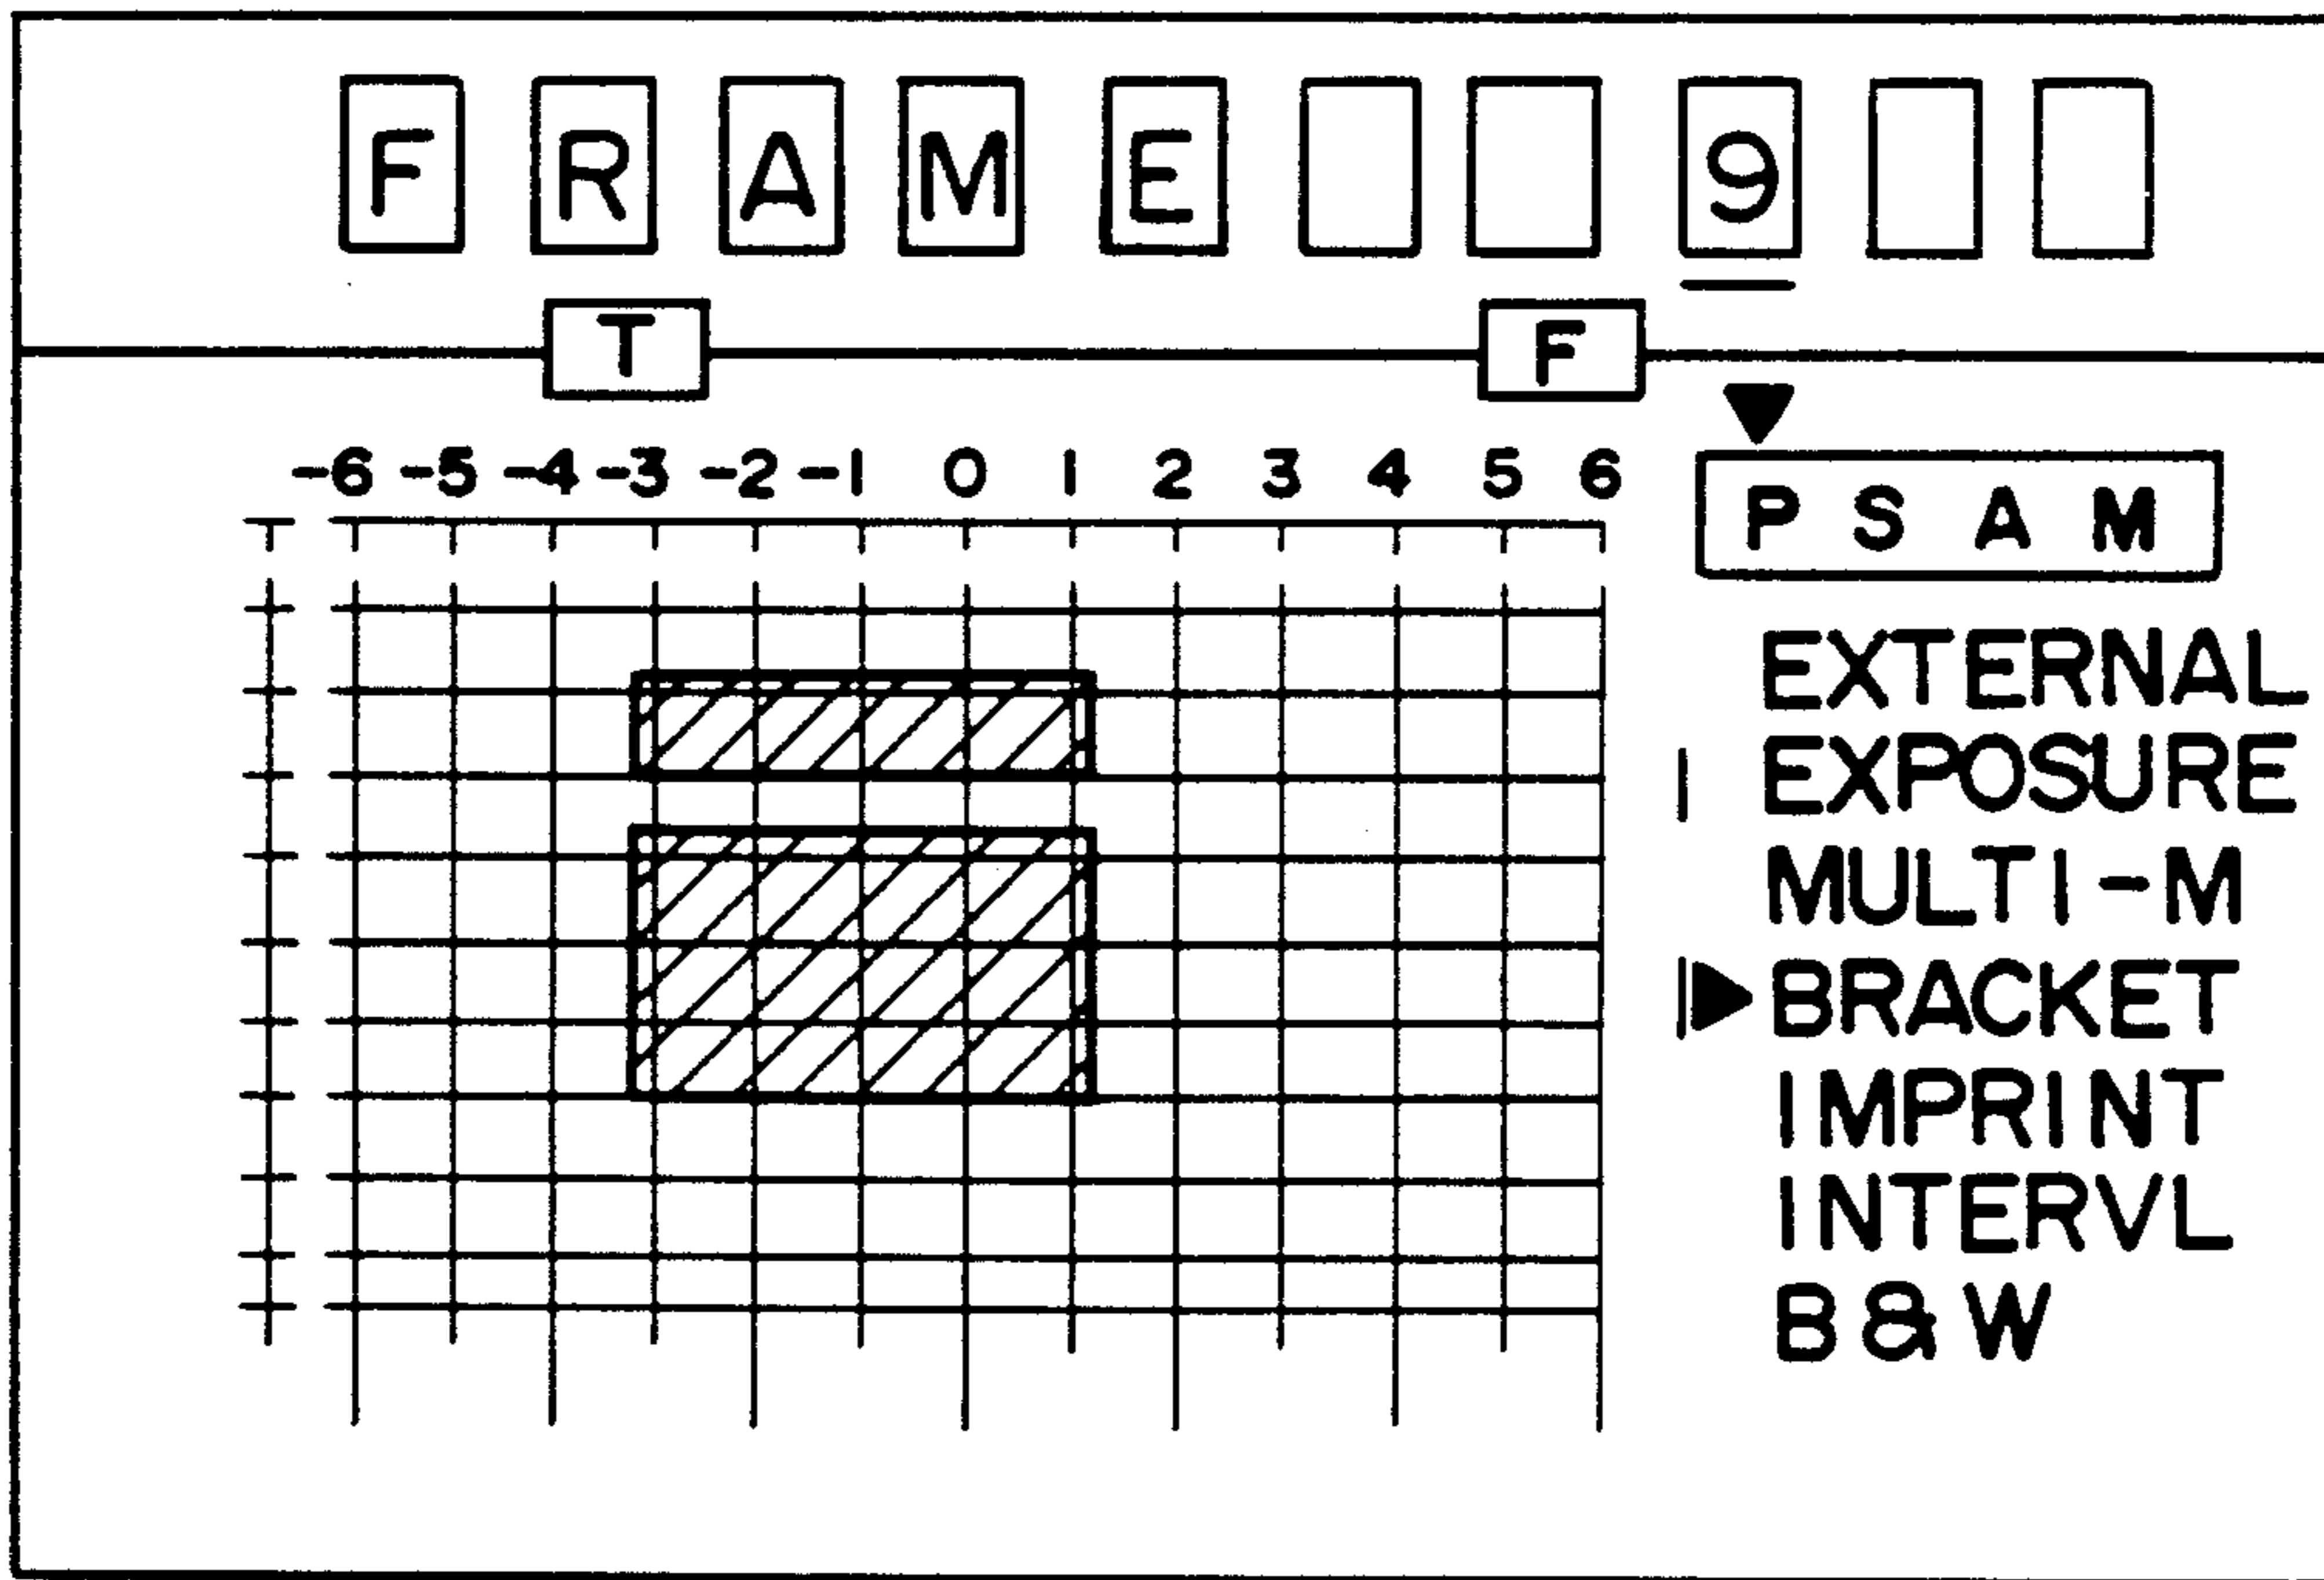 FRAME 9
T F
-6 -5 -4 -3 -2 -1 0 1 2 3 4 5 6
P S A M
EXTERNAL
EXPOSURE
MULTI-M
BRACKET
IMPRINT
INTERVL
B&W